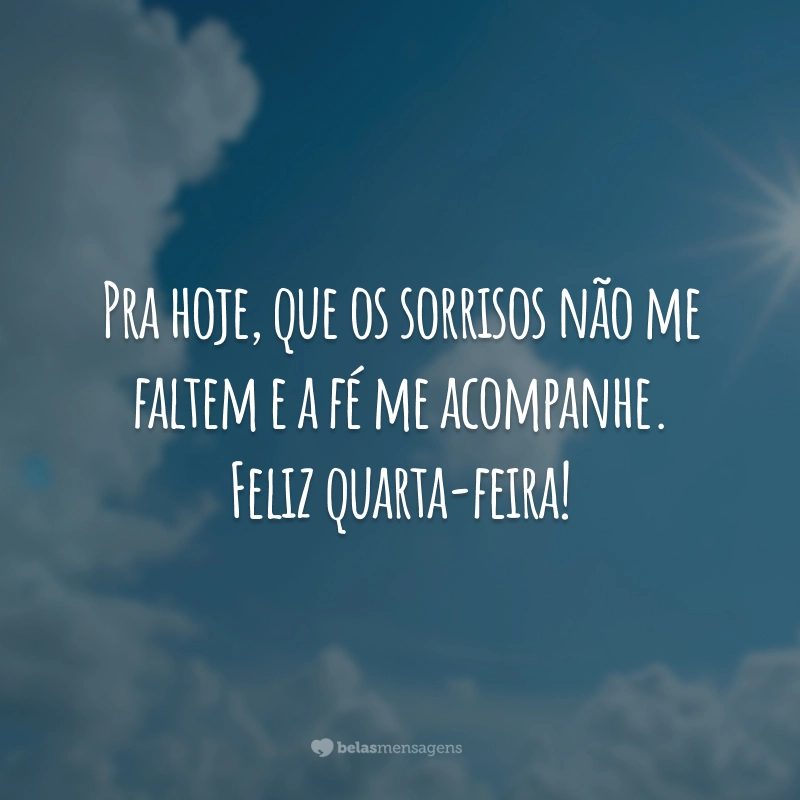 Pra hoje, que os sorrisos não me
faltem e a fé me acompanhe.
Feliz quarta-feira!
belasmensagens